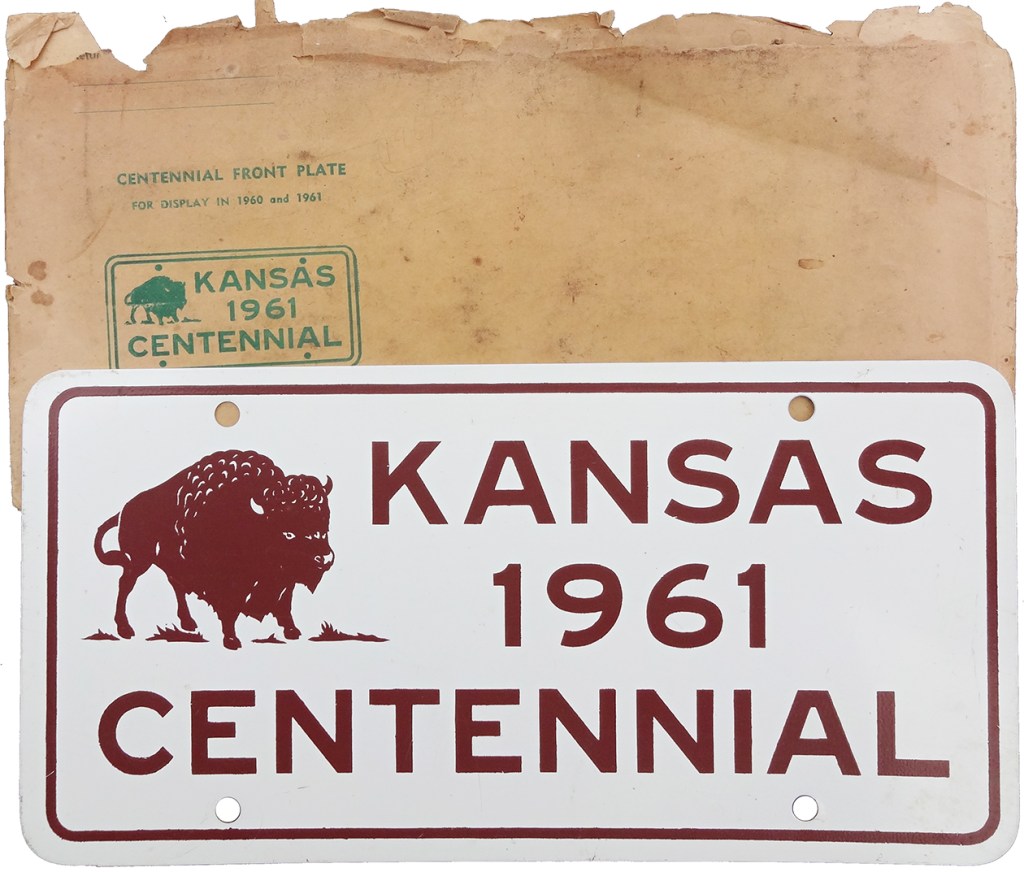 CENTENNIAL FRONT PLATE
FOR DISPLAY IN 1960 and 1961
KANSAS
1961
CENTENNIAL
KANSAS
1961
CENTENNIAL